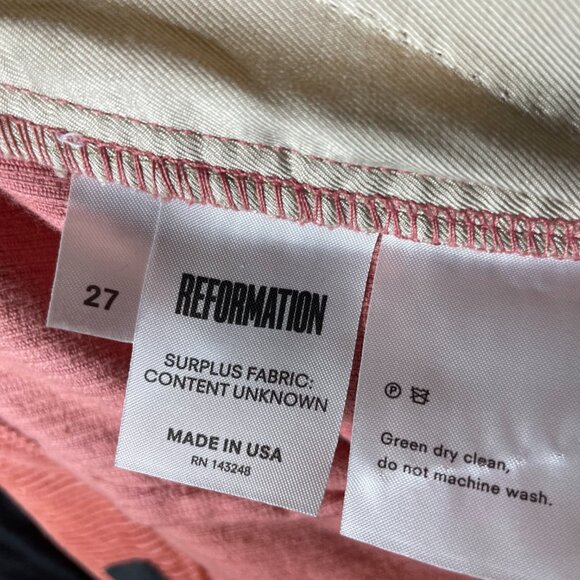 27
REFORMATION
SURPLUS FABRIC:
CONTENT UNKNOWN
MADE IN USA
RN 143248
P
Green dry clean,
do not machine wash.